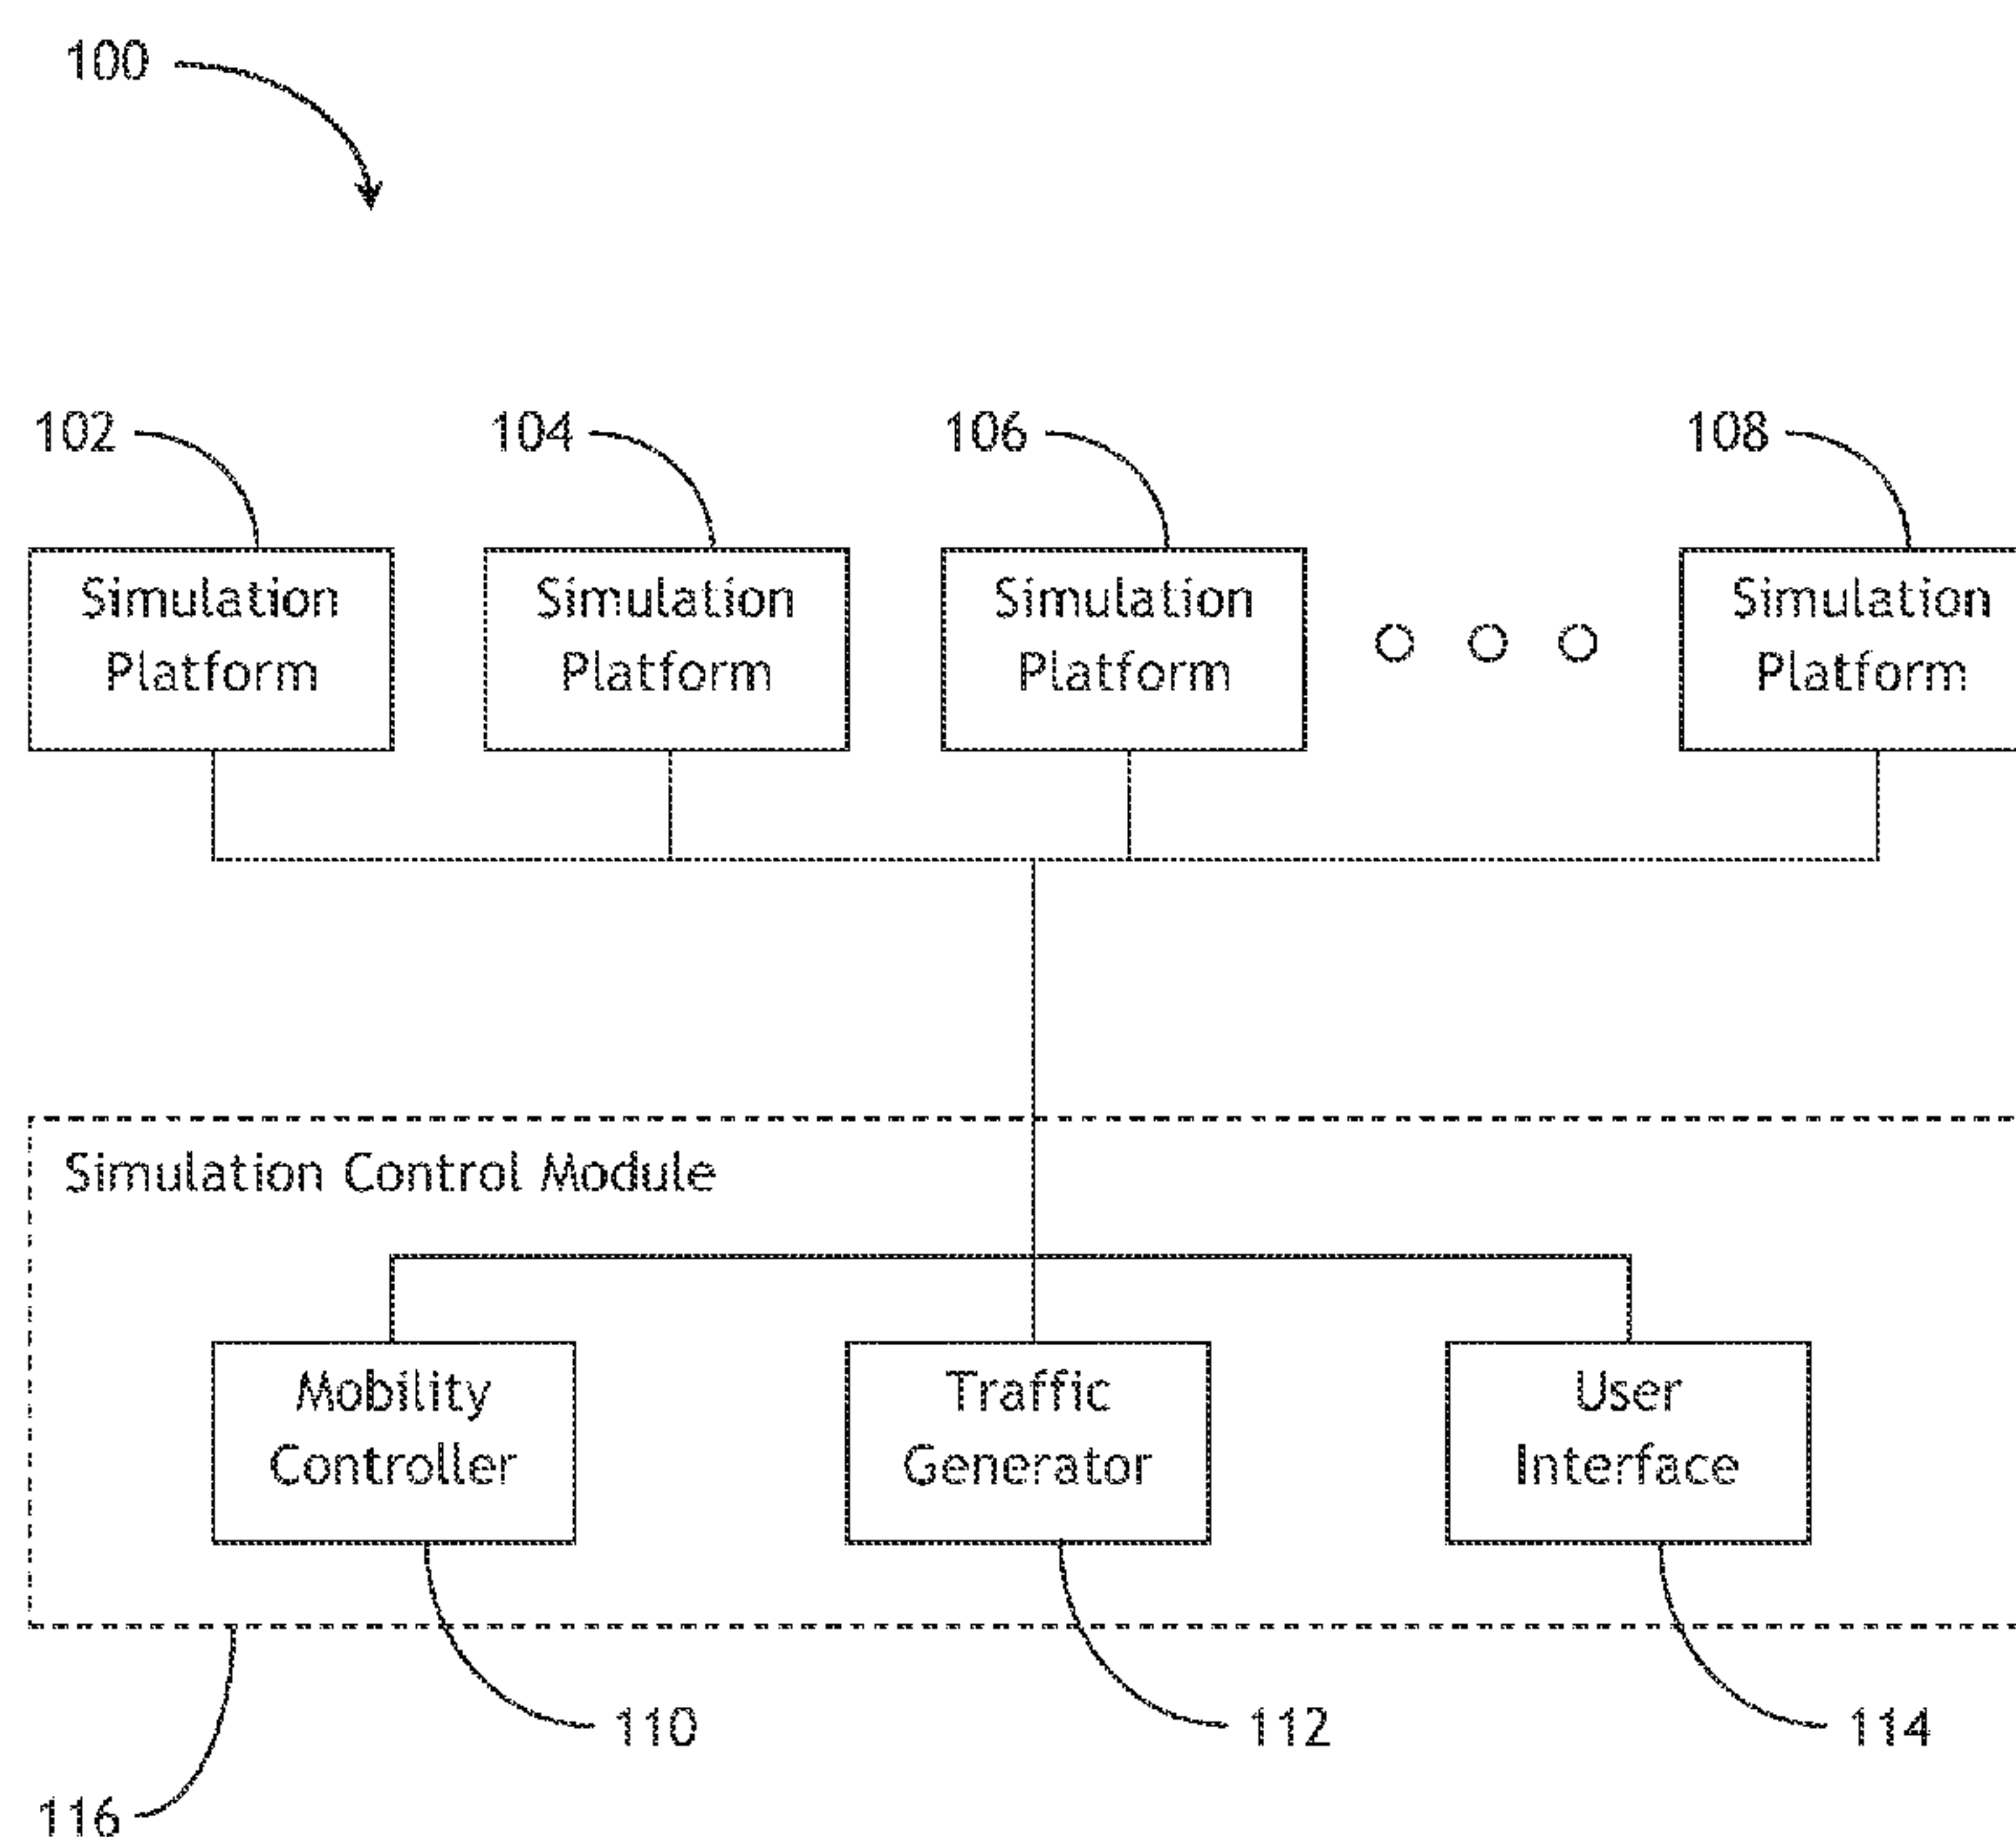 100
102
104
106
108
Simulation
Platform
Simulation
Platform
Simulation
Platform
Simulation
Platform
Simulation Control Module
Mobility
Controller
Traffic
Generator
User
Interface
110
112
114
116